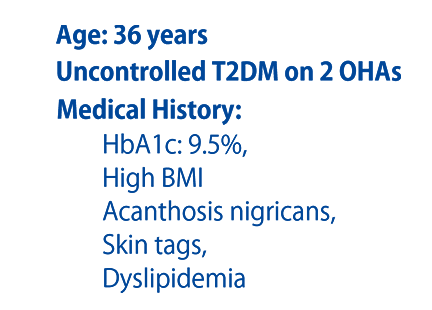 Age: 36 years
Uncontrolled T2DM on 2 OHAs
Medical History:
HbA1c: 9.5%,
High BMI
Acanthosis nigricans,
Skin tags,
Dyslipidemia